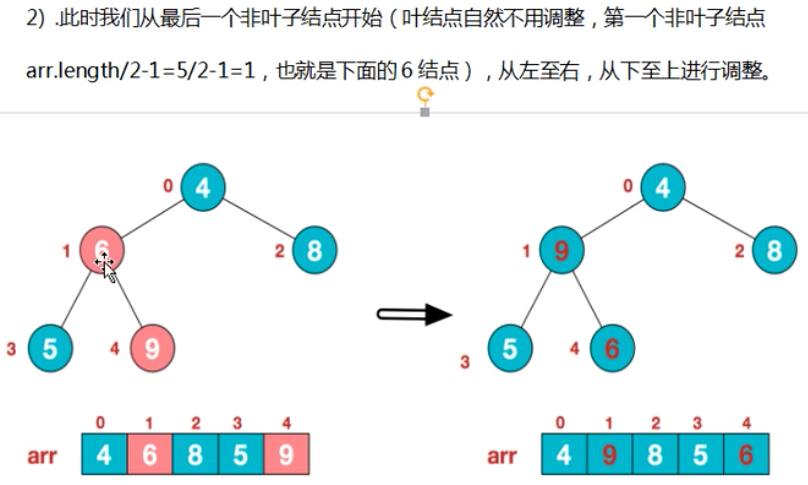 2) .此时我们从最后一个非叶子结点开始（叶结点自然不用调整，第一个非叶子结点
arr.length/2-1=5/2-1=1，也就是下面的6结点），从左至右，从下至上进行调整。
0 4
0 4
1 6
2 8
1 9
2 8
3 5
4 9
3 5
4 6
0 1 2 3 4
arr 4 6 8 5 9
0 1 2 3 4
arr 4 9 8 5 6